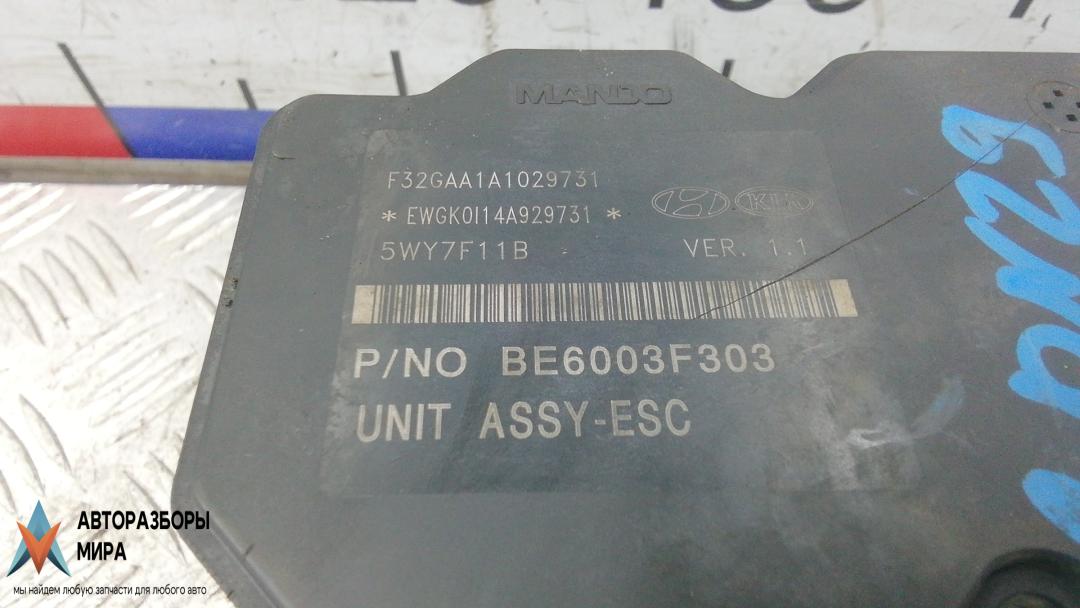 MANDO
F32GAA1A1029731
* EWGK0I14A929731 *
KIA
5WY7F11B VER. 1.1
P/NO BE6003F303
UNIT ASSY-ESC
АВТОРАЗБОРЫ
МИРА
мы найдем любую запчасти для любого авто